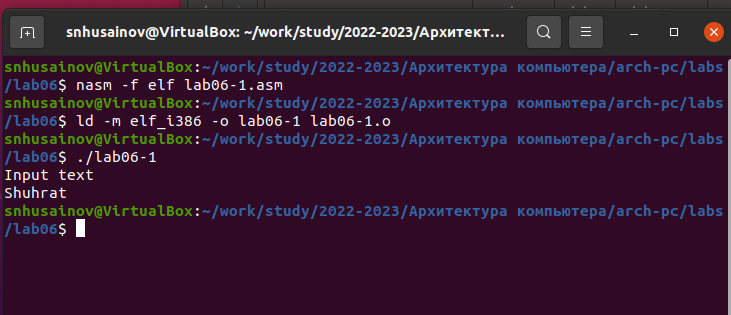 snhusainov@VirtualBox: ~/work/study/2022-2023/Архитект...
snhusainov@VirtualBox:~/work/study/2022-2023/Архитектура компьютера/arch-pc/labs
/lab06$ nasm -f elf lab06-1.asm
snhusainov@VirtualBox:~/work/study/2022-2023/Архитектура компьютера/arch-pc/labs
/lab06$ ld -m elf_i386 -o lab06-1 lab06-1.o
snhusainov@VirtualBox:~/work/study/2022-2023/Архитектура компьютера/arch-pc/labs
/lab06$ ./lab06-1
Input text
Shuhrat
snhusainov@VirtualBox:~/work/study/2022-2023/Архитектура компьютера/arch-pc/labs
/lab06$